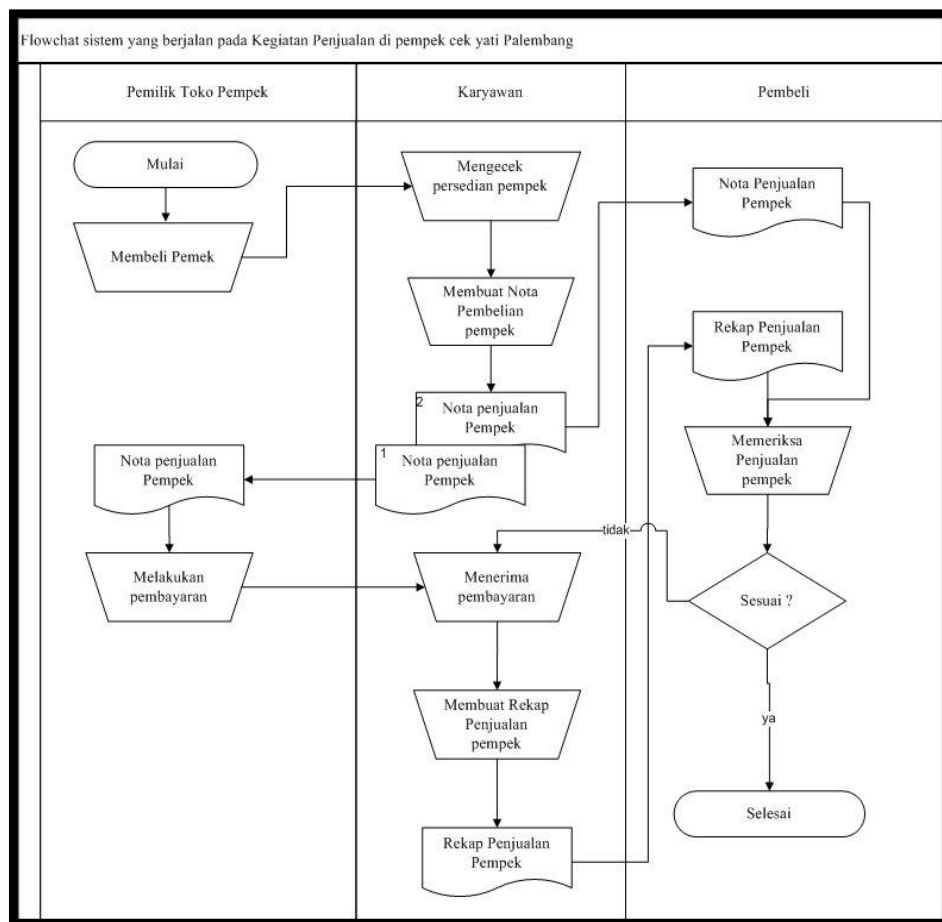 Flowchat sistem yang berjalan pada Kegiatan Penjualan di pempek cek yati Palembang
Pemilik Toko Pempek
Karyawan
Pembeli
Mulai
Membeli Pemek
Mengecek
persedian pempek
Membuat Nota
Pembelian
pempek
2
Nota penjualan
Pempek
1
Nota penjualan
Pempek
Nota penjualan
Pempek
Melakukan
pembayaran
Menerima
pembayaran
Membuat Rekap
Penjualan
pempek
Rekap Penjualan
Pempek
Nota Penjualan
Pempek
Rekap Penjualan
Pempek
Memeriksa
Penjualan
pempek
tidak
Sesuai ?
ya
Selesai